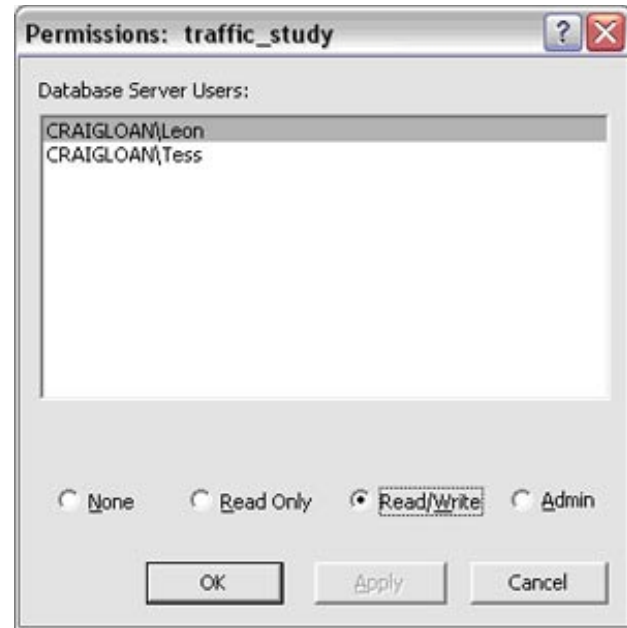 Permissions: traffic_study
Database Server Users:
CRAIGLOAN\Leon
CRAIGLOAN\Tess
None Read Only Read/Write Admin
OK Apply Cancel